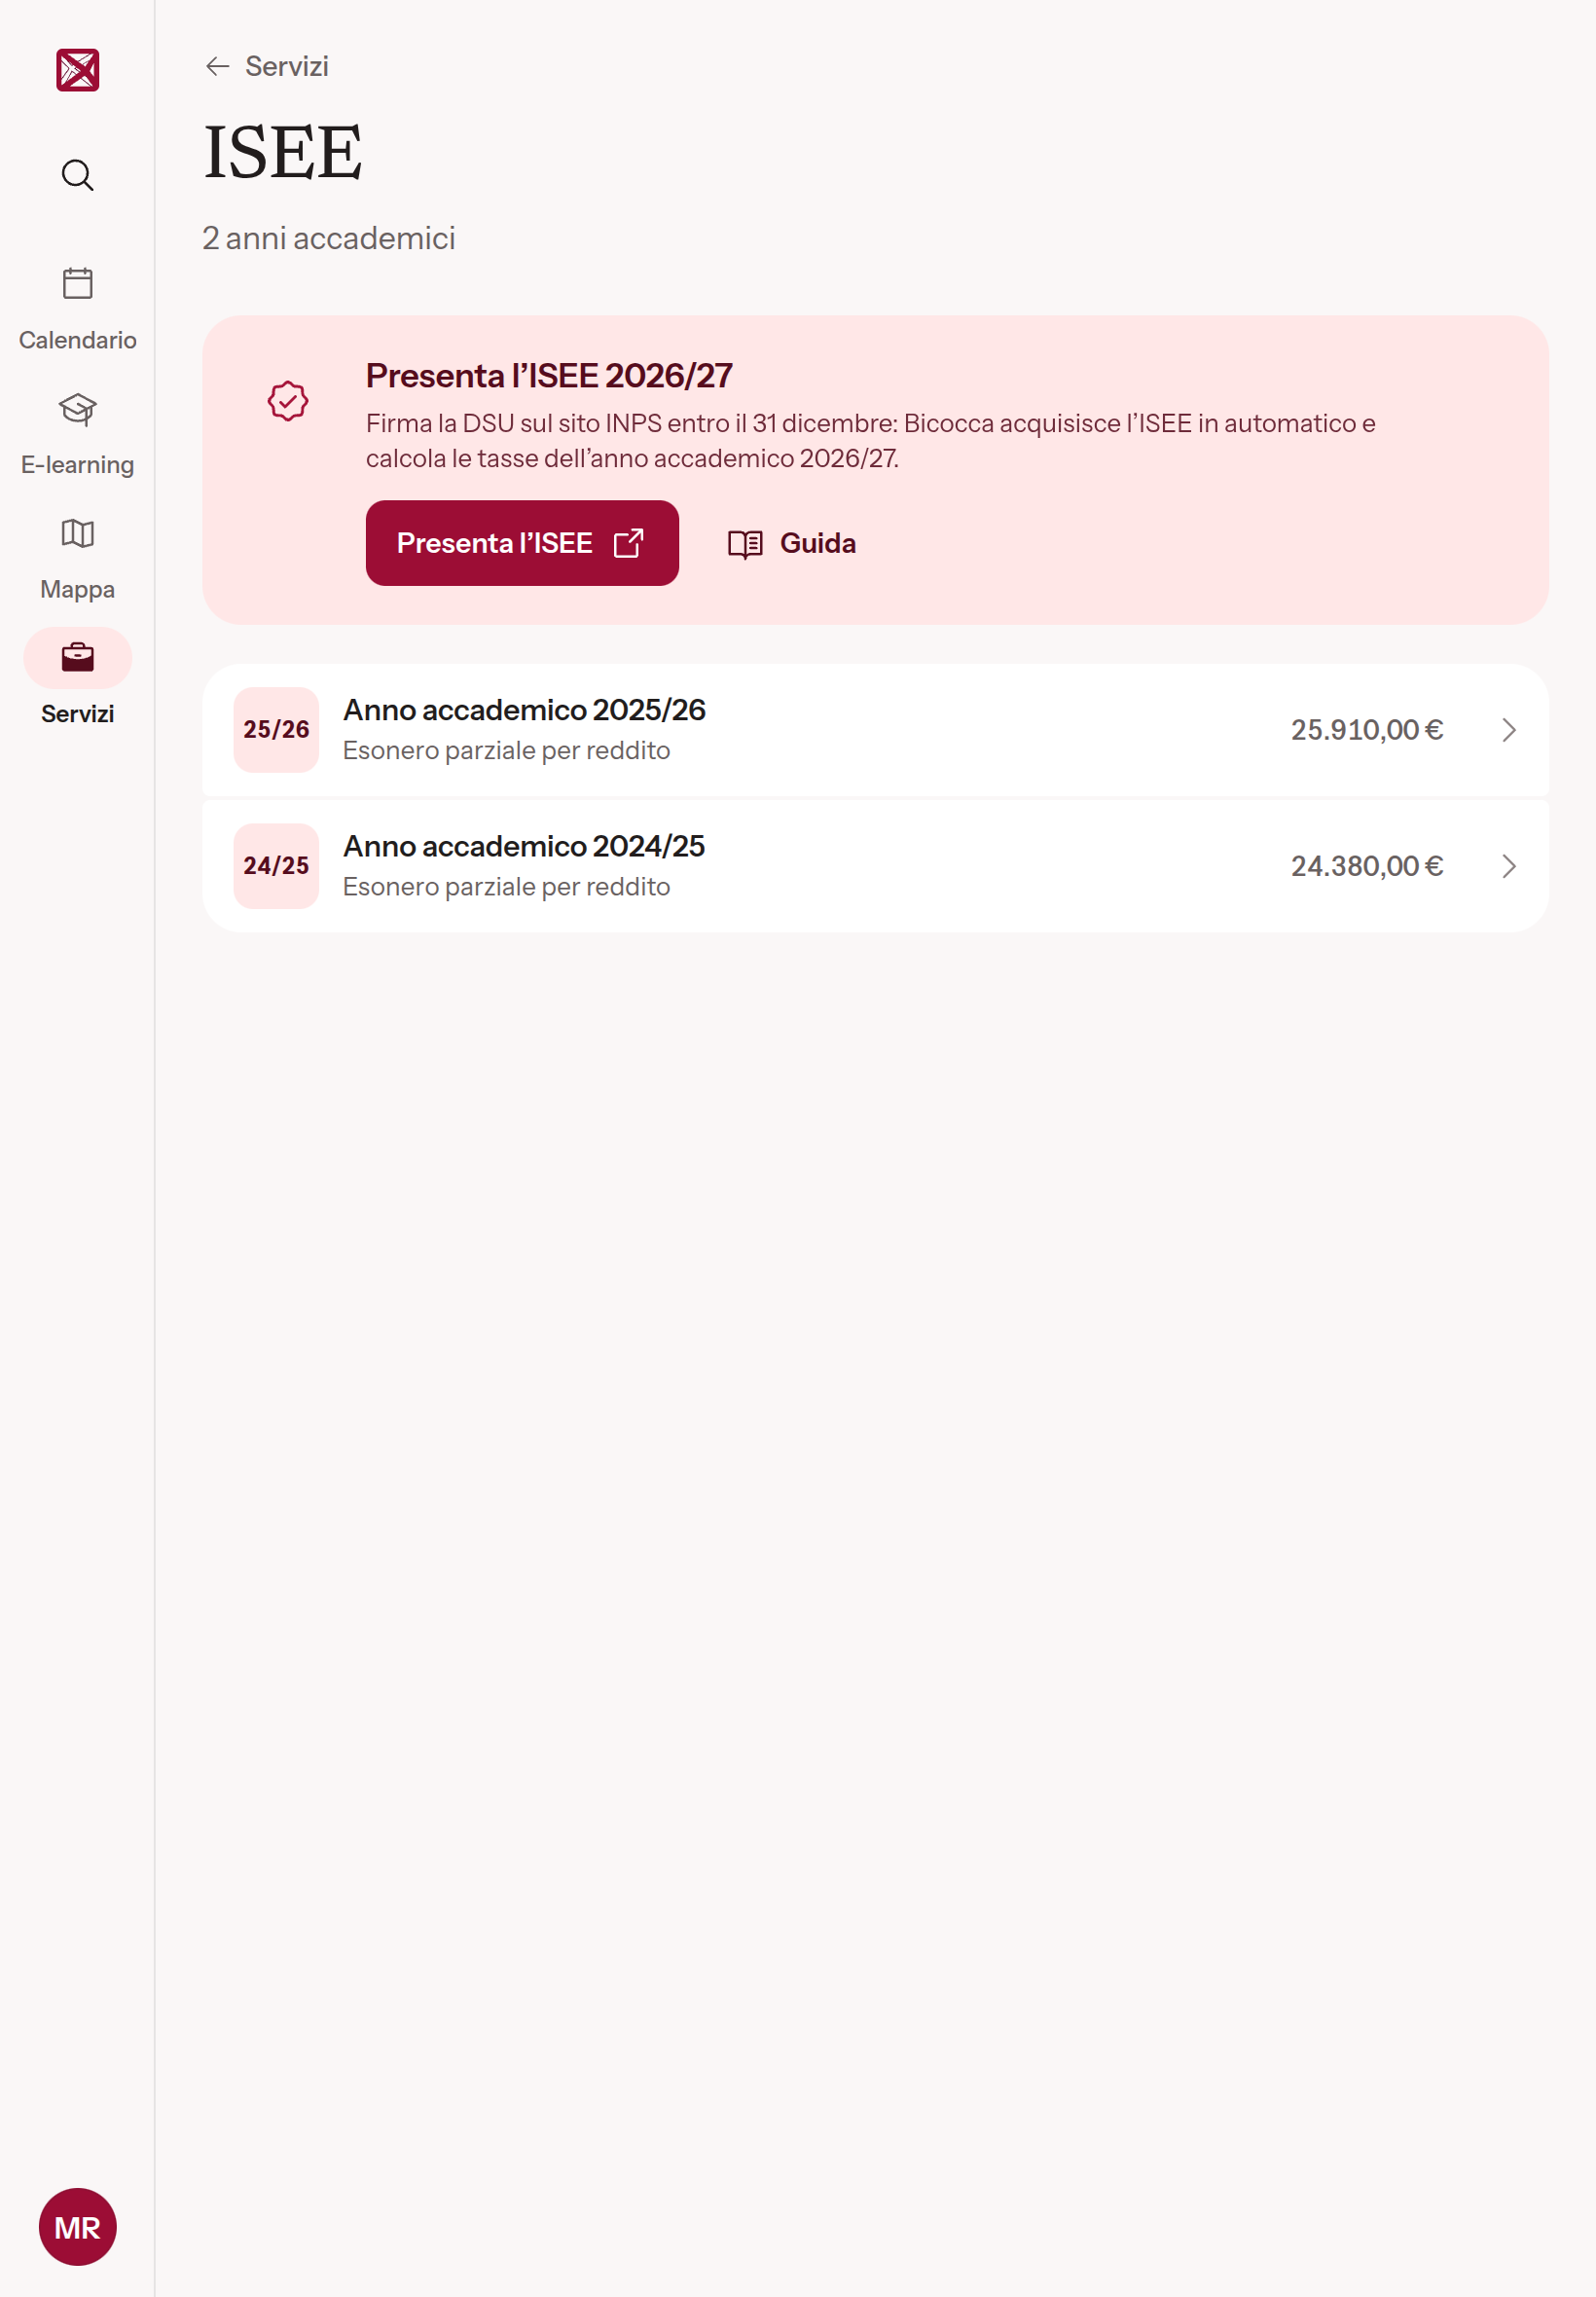 Servizi
ISEE
2 anni accademici
Calendario
E-learning
Mappa
Servizi
Presenta l’ISEE 2026/27
Firma la DSU sul sito INPS entro il 31 dicembre: Bicocca acquisisce l’ISEE in automatico e
calcola le tasse dell’anno accademico 2026/27.
Presenta l’ISEE
Guida
25/26
Anno accademico 2025/26
Esonero parziale per reddito
25.910,00 €
24/25
Anno accademico 2024/25
Esonero parziale per reddito
24.380,00 €
MR